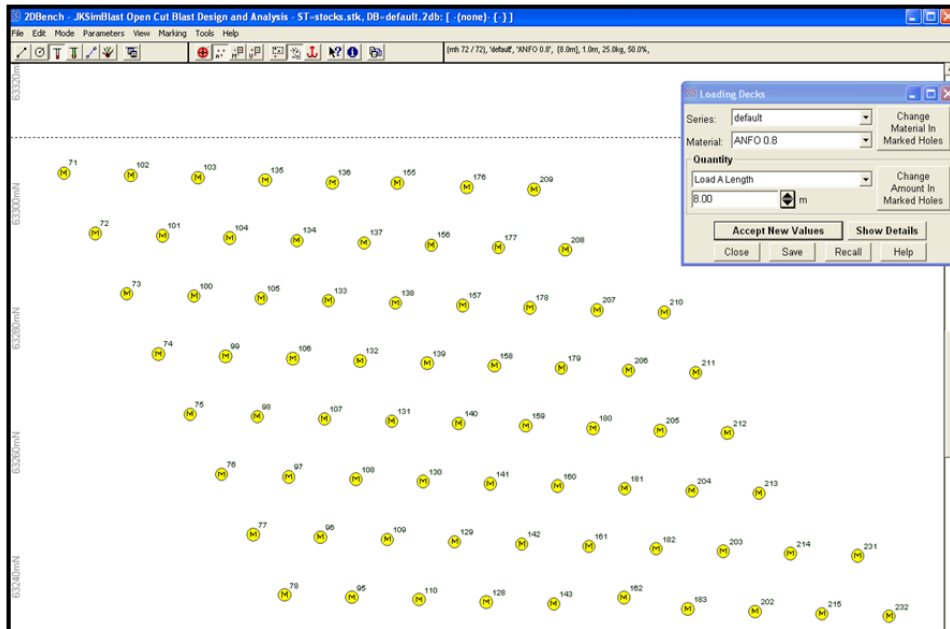 2DBench - JKSimBlast Open Cut Blast Design and Analysis - ST=stocks.stk, DB=default.2db: [ -{none}- {-} ]
File Edit Mode Parameters View Marking Tools Help
(mh 72 / 72), 'default', 'ANFO 0.8', {8.0m}, 1.0m, 25.0kg, 50.0%,
63320mN
63300mN
63280mN
63260mN
63240mN
Loading Decks
Series: default
Change Material In Marked Holes
Material: ANFO 0.8
Quantity
Load A Length
Change Amount In Marked Holes
8.00 m
Accept New Values Show Details
Close Save Recall Help
71 102 103 135 136 155 176 209
72 101 104 134 137 156 177 208
73 100 105 133 138 157 178 207 210
74 99 106 132 139 158 179 206 211
75 98 107 131 140 159 180 205 212
76 97 108 130 141 160 181 204 213
77 96 109 129 142 161 182 203 214 231
78 95 110 128 143 162 183 202 215 232